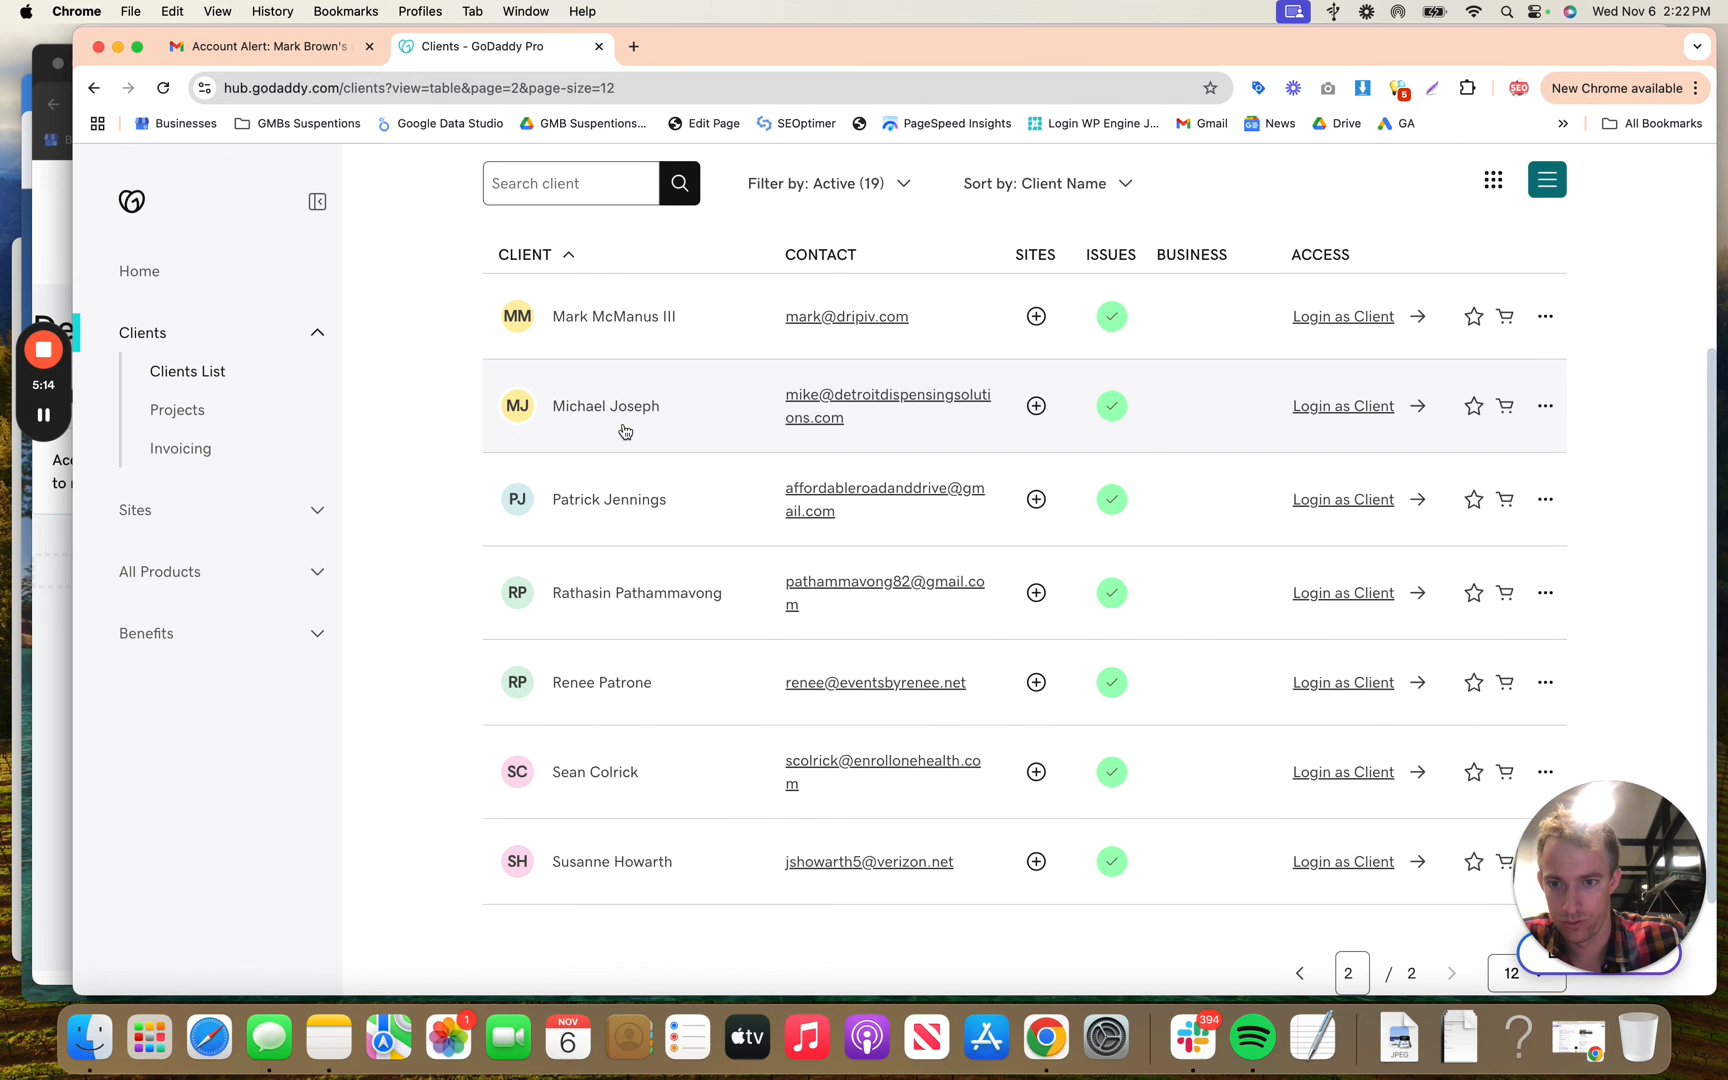 Chrome File Edit View History Bookmarks Profiles Tab Window Help Wed Nov 6 2:22 PM
Account Alert: Mark Brown's Clients - GoDaddy Pro
hub.godaddy.com/clients?view=table&page=2&page-size=12 5 SEO New Chrome available
Businesses GMBs Suspentions Google Data Studio GMB Suspentions... Edit Page SEOptimer PageSpeed Insights Login WP Engine J... Gmail News Drive GA All Bookmarks
Search client Filter by: Active (19) Sort by: Client Name
CLIENT CONTACT SITES ISSUES BUSINESS ACCESS
Home
Clients
Clients List
Projects
Invoicing
Sites
All Products
Benefits
5:14
to
MM Mark McManus III mark@dripiv.com Login as Client
MJ Michael Joseph mike@detroitdispensingsoluti
ons.com Login as Client
PJ Patrick Jennings affordableroadanddrive@gm
ail.com Login as Client
RP Rathasin Pathammavong pathammavong82@gmail.co
m Login as Client
RP Renee Patrone renee@eventsbyrenee.net Login as Client
SC Sean Colrick scolrick@enrollonehealth.co
m Login as Client
SH Susanne Howarth jshowarth5@verizon.net Login as Client
2 / 2 12
1 NOV 6 tv 394 JPEG